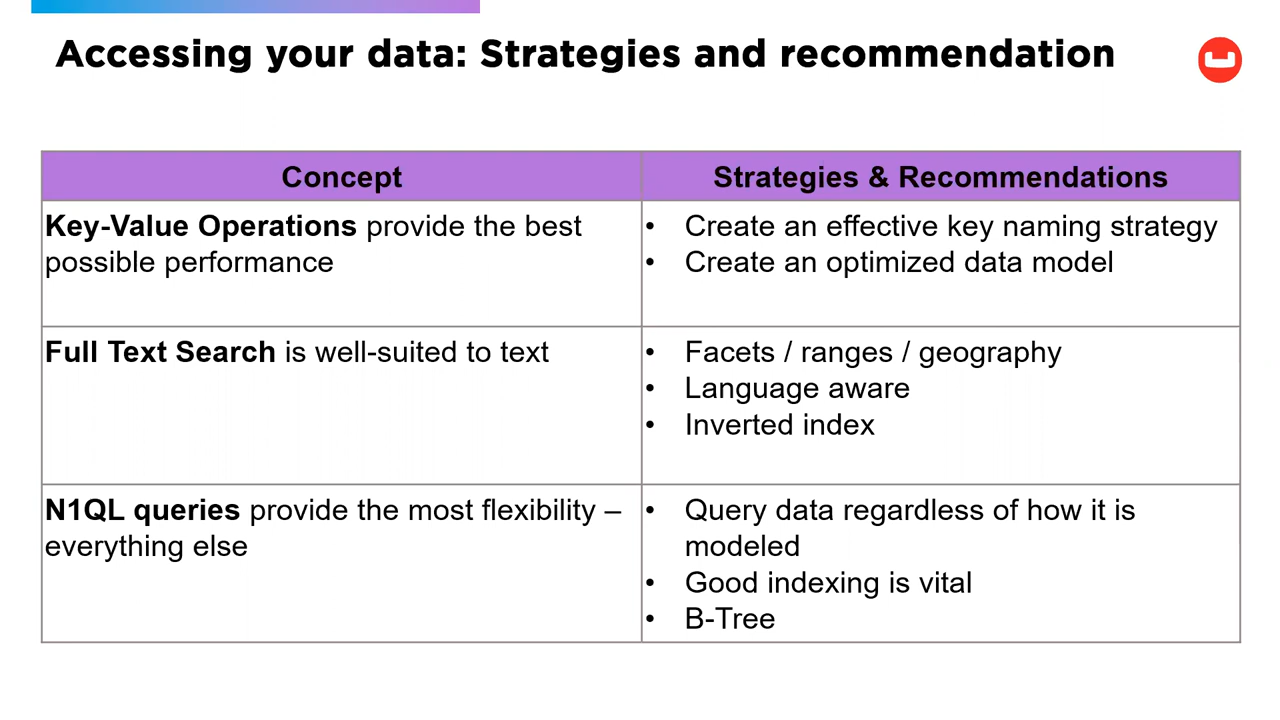 Accessing your data: Strategies and recommendation
Concept
Strategies & Recommendations
Key-Value Operations provide the best
possible performance
• Create an effective key naming strategy
• Create an optimized data model
Full Text Search is well-suited to text
• Facets / ranges / geography
• Language aware
• Inverted index
N1QL queries provide the most flexibility –
everything else
• Query data regardless of how it is
modeled
• Good indexing is vital
• B-Tree